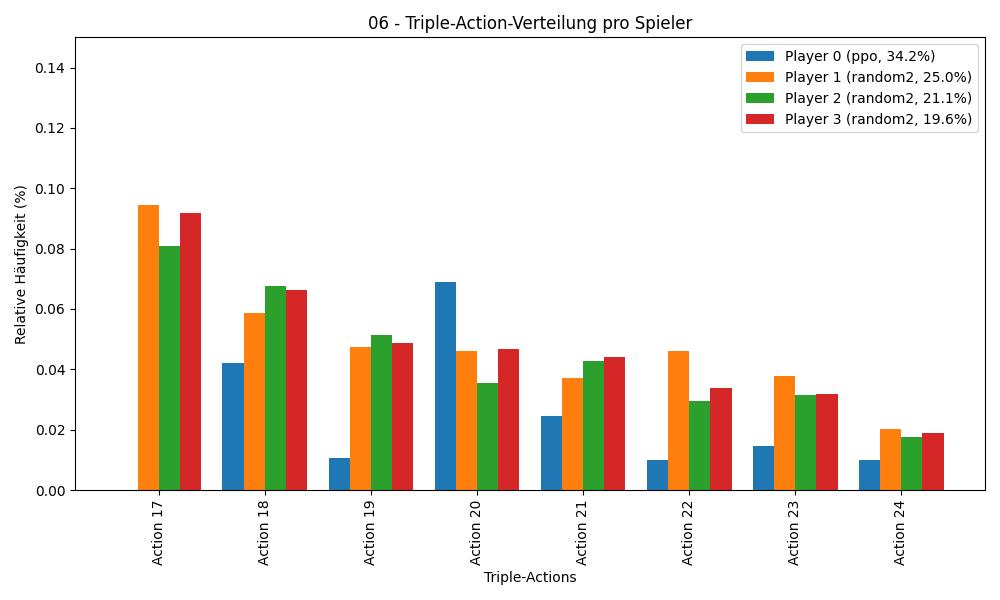 06 - Triple-Action-Verteilung pro Spieler
Player 0 (ppo, 34.2%)
Player 1 (random2, 25.0%)
Player 2 (random2, 21.1%)
Player 3 (random2, 19.6%)
Relative Häufigkeit (%)
0.14
0.12
0.10
0.08
0.06
0.04
0.02
0.00
Action 17
Action 18
Action 19
Action 20
Action 21
Action 22
Action 23
Action 24
Triple-Actions